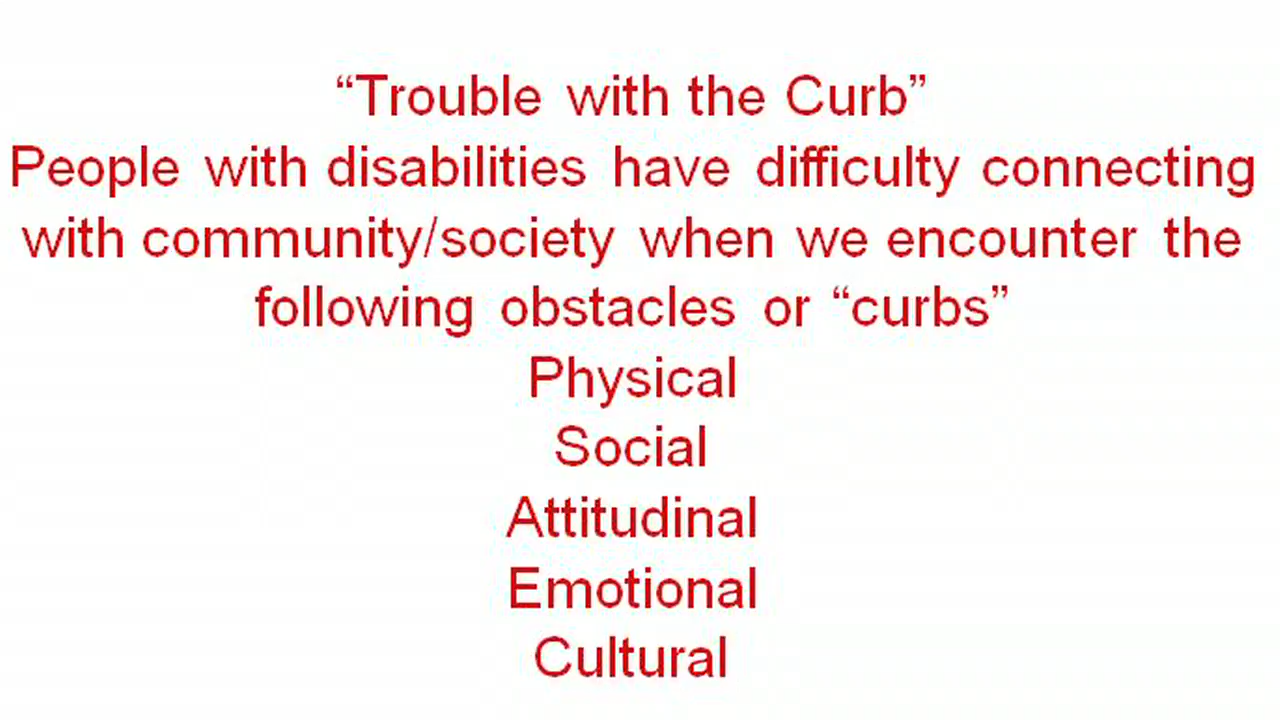 “Trouble with the Curb”
People with disabilities have difficulty connecting
with community/society when we encounter the
following obstacles or “curbs”
Physical
Social
Attitudinal
Emotional
Cultural